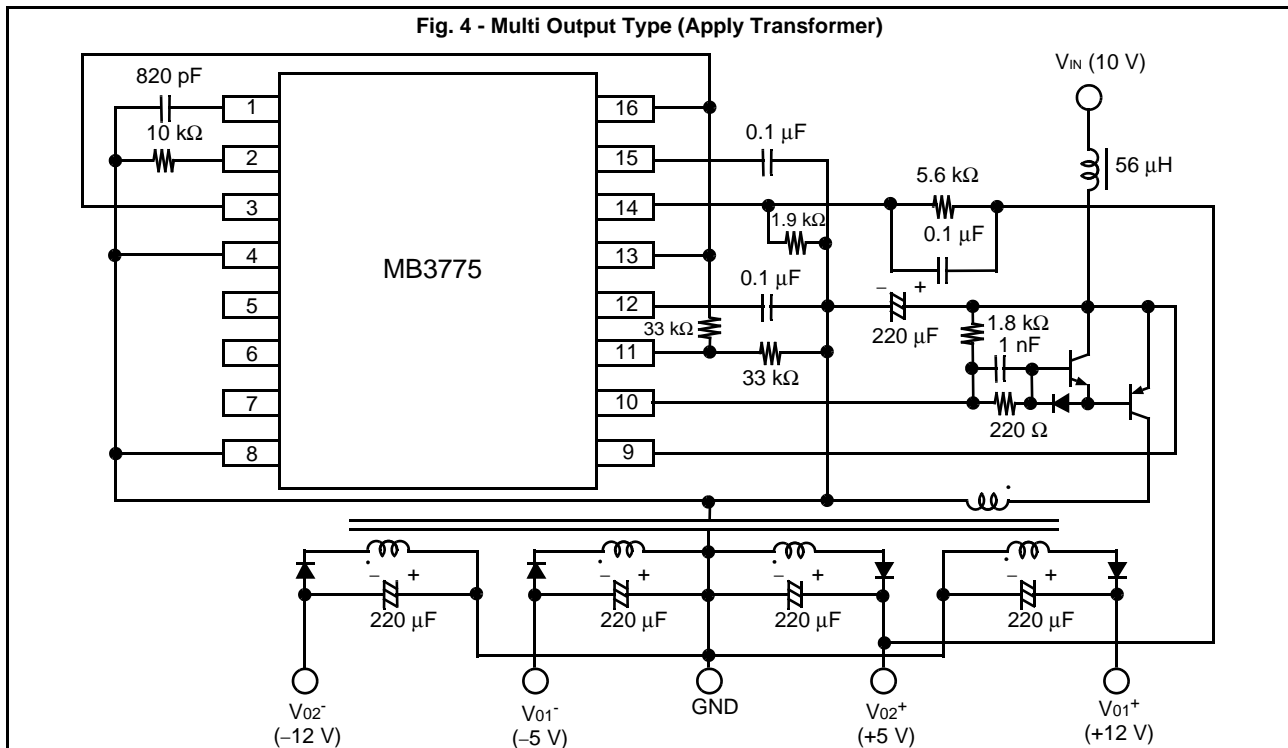 Fig. 4 - Multi Output Type (Apply Transformer)
VIN (10 V)
820 pF
10 kΩ
1
2
3
4
5
6
7
8
MB3775
16
15
14
13
12
11
10
9
0.1 µF
5.6 kΩ
56 µH
1.9 kΩ
0.1 µF
0.1 µF
− +
220 µF
33 kΩ
33 kΩ
1.8 kΩ
1 nF
220 Ω
− +
220 µF
− +
220 µF
− +
220 µF
− +
220 µF
V02-
(−12 V)
V01-
(−5 V)
GND
V02+
(+5 V)
V01+
(+12 V)